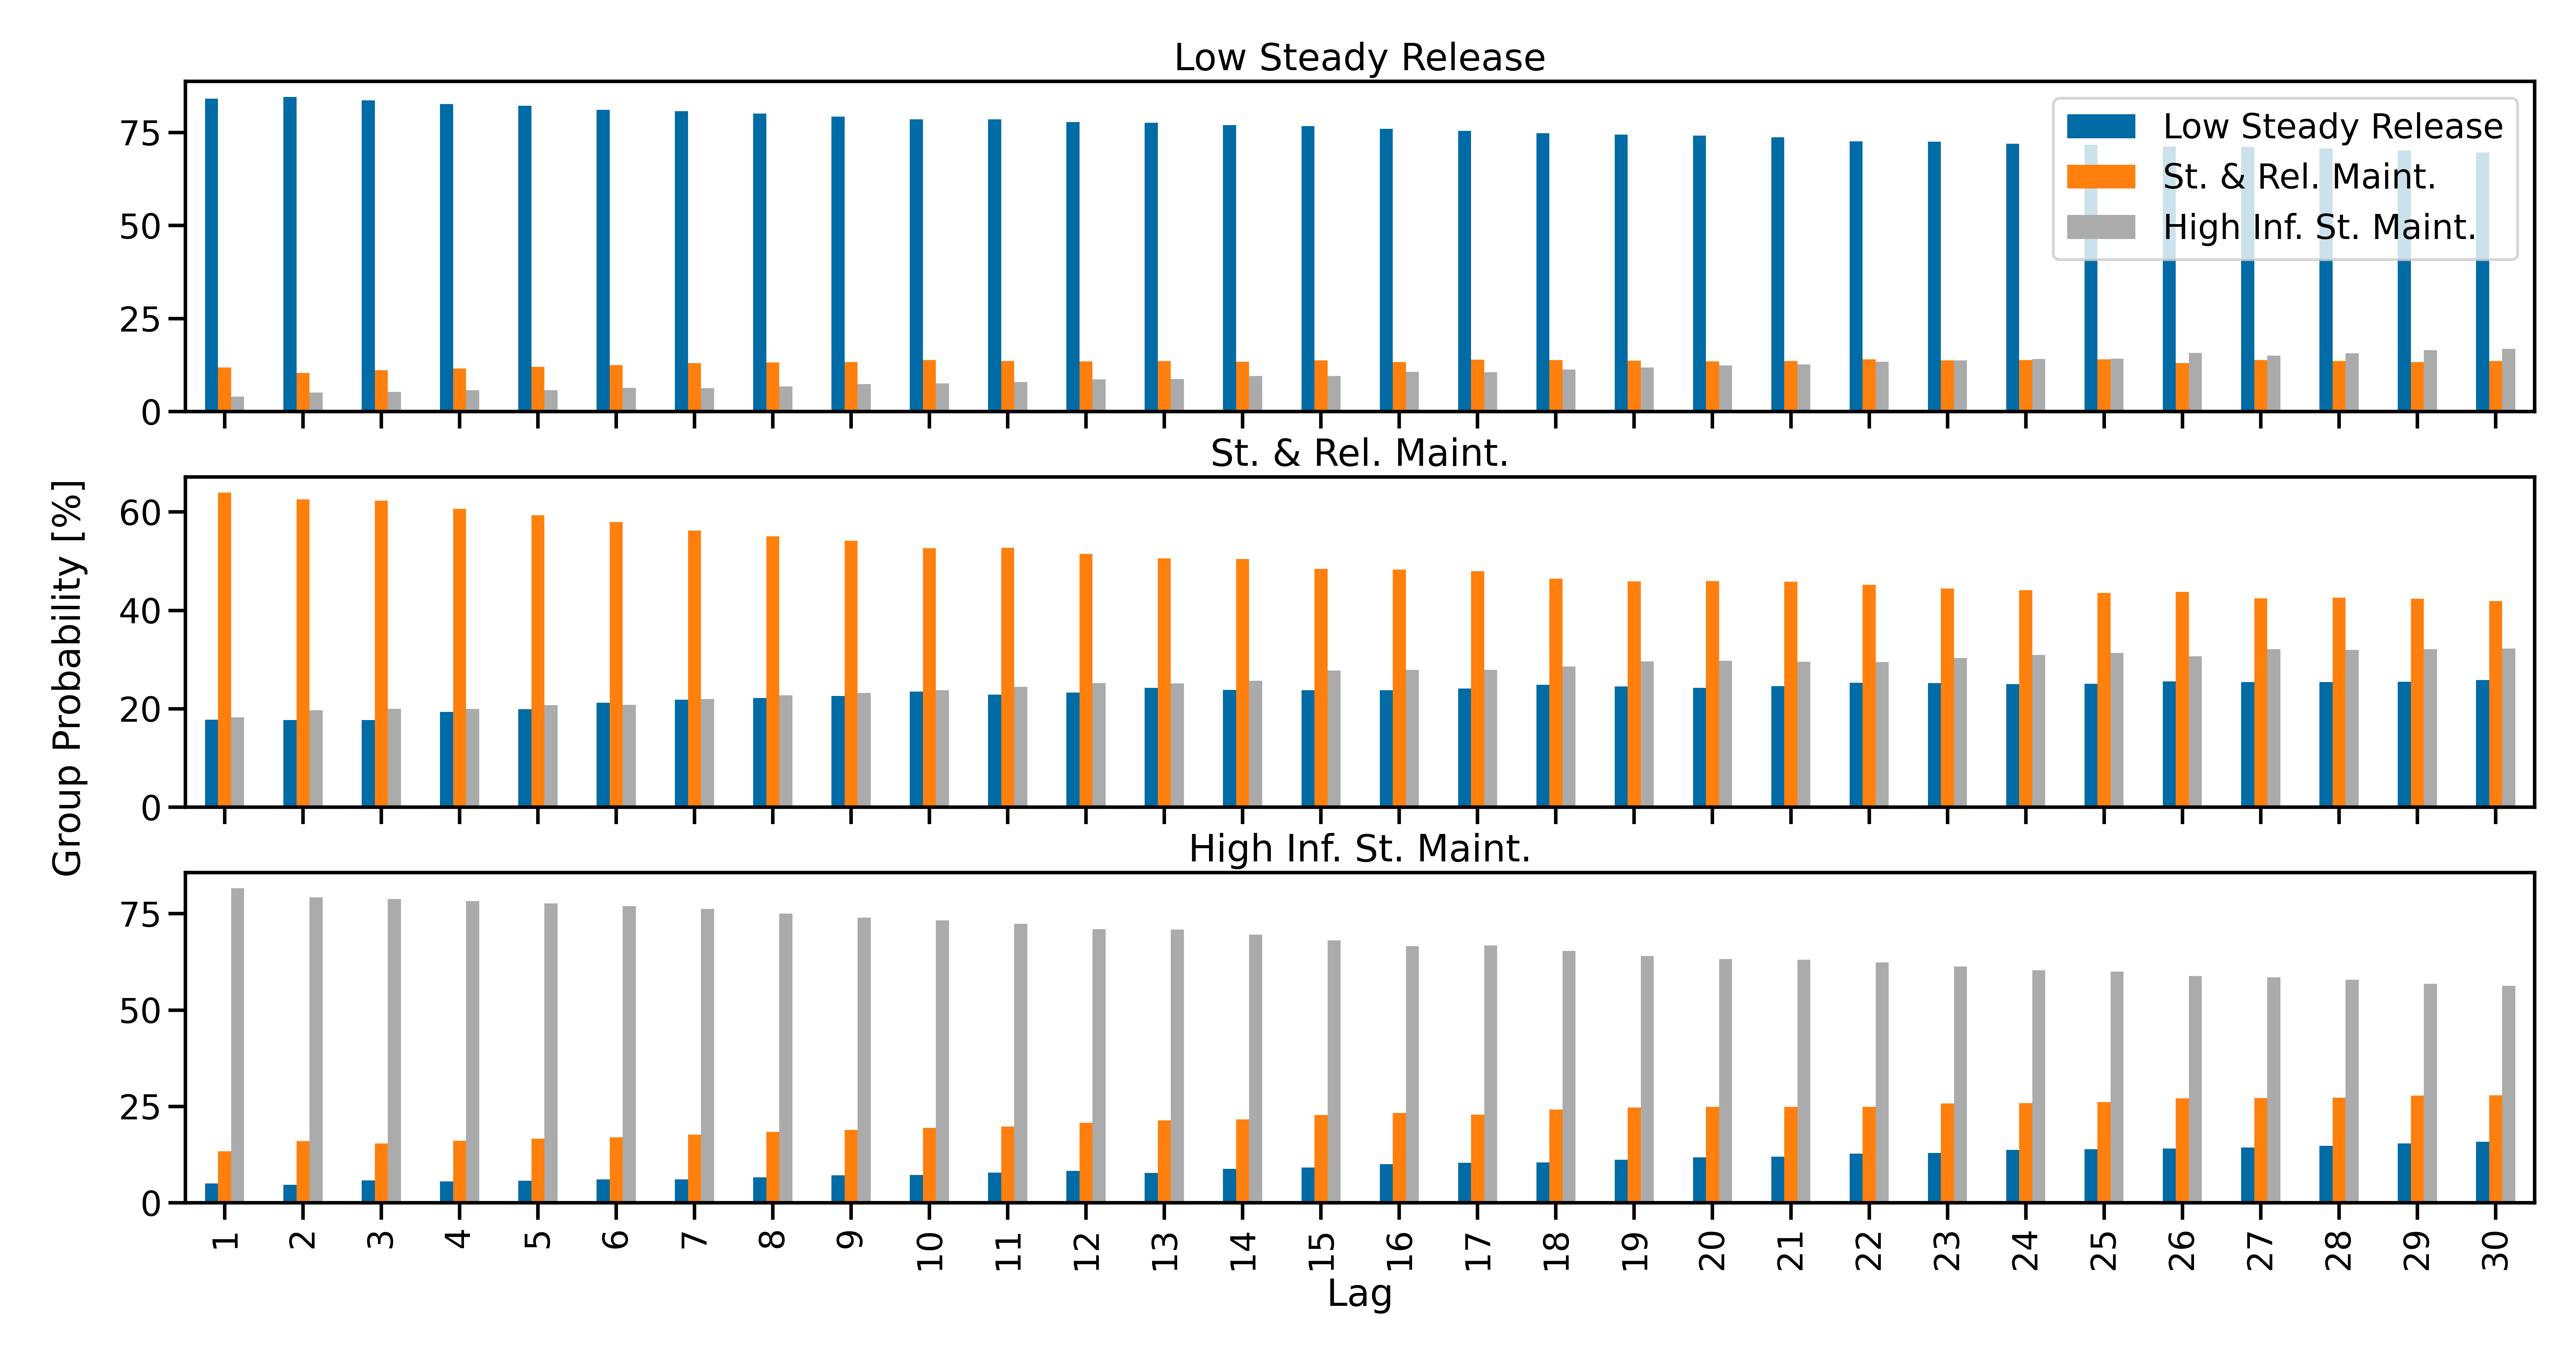 Low Steady Release
75
50
25
0
Low Steady Release
St. & Rel. Maint.
High Inf. St. Maint.
St. & Rel. Maint.
Group Probability [%]
60
40
20
0
High Inf. St. Maint.
75
50
25
0
1 2 3 4 5 6 7 8 9 10 11 12 13 14 15 16 17 18 19 20 21 22 23 24 25 26 27 28 29 30
Lag